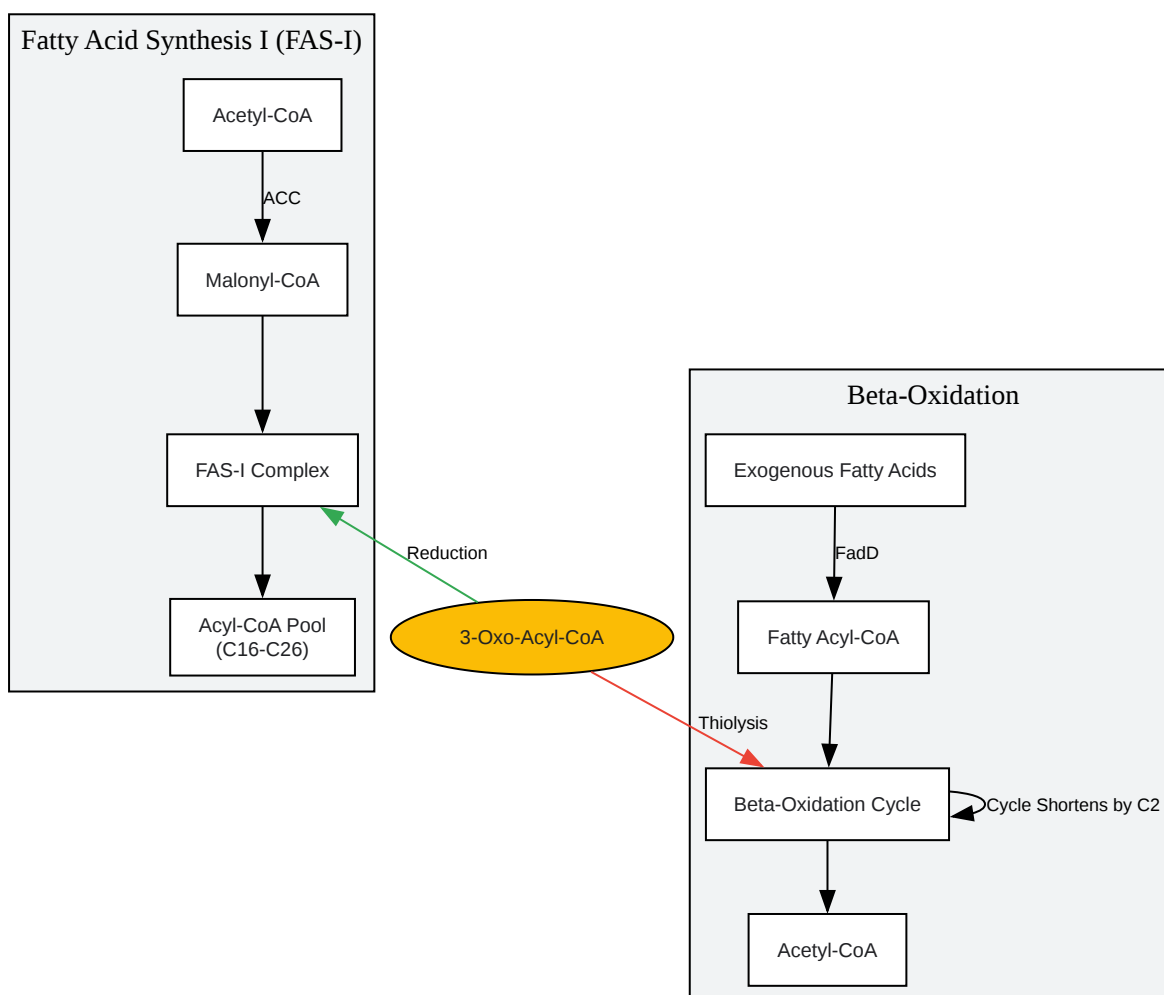 Fatty Acid Synthesis I (FAS-I)
Acetyl-CoA
ACC
Malonyl-CoA
FAS-I Complex
Acyl-CoA Pool
(C16-C26)
Reduction
3-Oxo-Acyl-CoA
Thiolysis
Beta-Oxidation
Exogenous Fatty Acids
FadD
Fatty Acyl-CoA
Beta-Oxidation Cycle
Cycle Shortens by C2
Acetyl-CoA